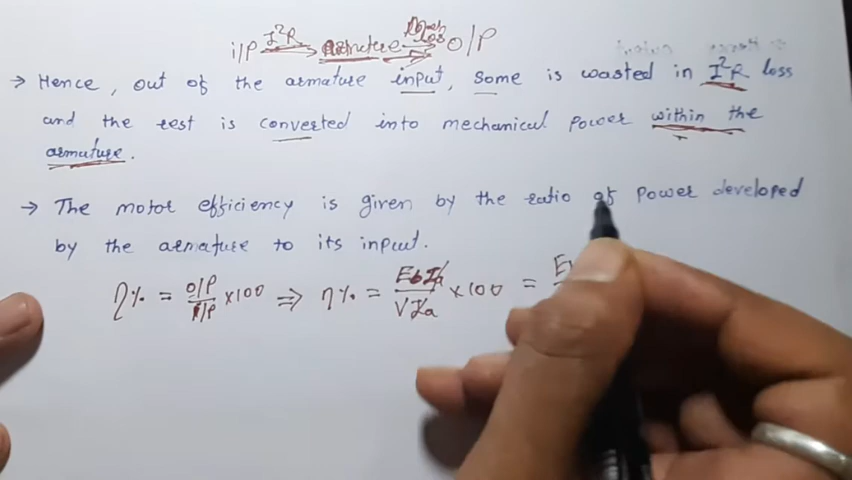 i/P I²R armature loss O/P
→ Hence, out of the armature input, some is wasted in I²R loss
and the rest is converted into mechanical power within the
armature.
→ The motor efficiency is given by the ratio of power developed
by the armature to its input.
η% = O/P / I/P ×100 ⇒ η% = EbIa / VIa ×100 = E